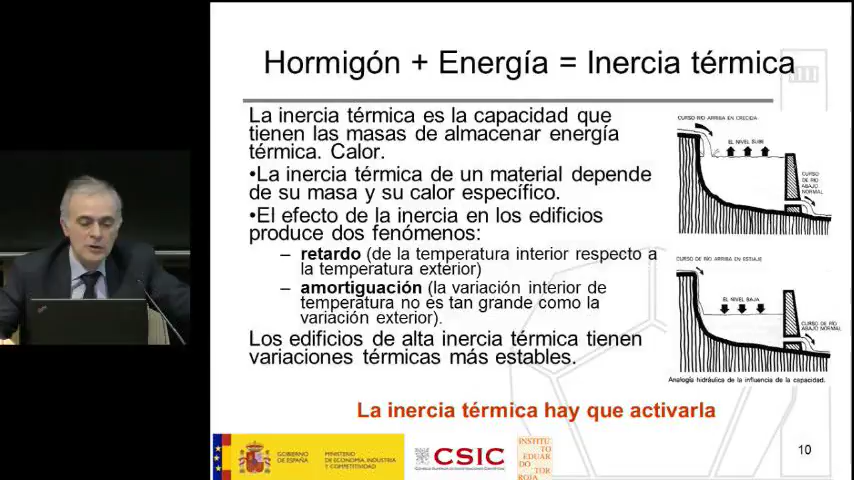 Hormigón + Energía = Inercia térmica
La inercia térmica es la capacidad que
tienen las masas de almacenar energía
térmica. Calor.
•La inercia térmica de un material depende
de su masa y su calor específico.
•El efecto de la inercia en los edificios
produce dos fenómenos:
– retardo (de la temperatura interior respecto a
la temperatura exterior)
– amortiguación (la variación interior de
temperatura no es tan grande como la
variación exterior).
Los edificios de alta inercia térmica tienen
variaciones térmicas más estables.
CURSO RÍO ARRIBA EN CRECIDA
EL NIVEL SUBE
CURSO
DE RÍO
ABAJO
NORMAL
CURSO DE RÍO ARRIBA EN ESTIAJE
EL NIVEL BAJA
CURSO DE RÍO
ABAJO NORMAL
Analogía hidráulica de la influencia de la capacidad.
La inercia térmica hay que activarla
10
GOBIERNO
DE ESPAÑA
MINISTERIO
DE ECONOMÍA, INDUSTRIA
Y COMPETITIVIDAD
CSIC
INSTITU
TO
EDUAR
DO TOR
ROJA